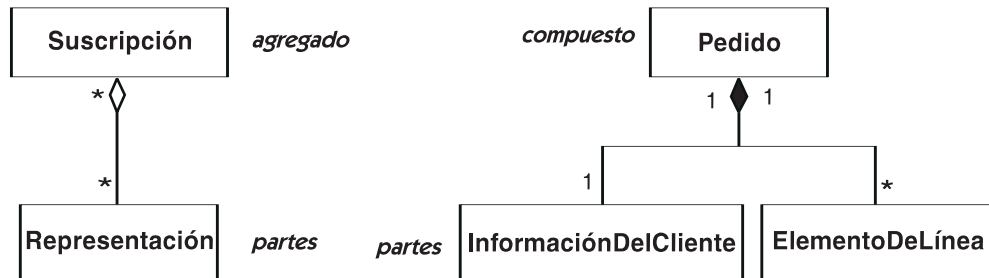 Suscripción
agregado
compuesto
Pedido
*
1
1
*
1
*
Representación
partes
partes
InformaciónDelCliente
ElementoDeLínea